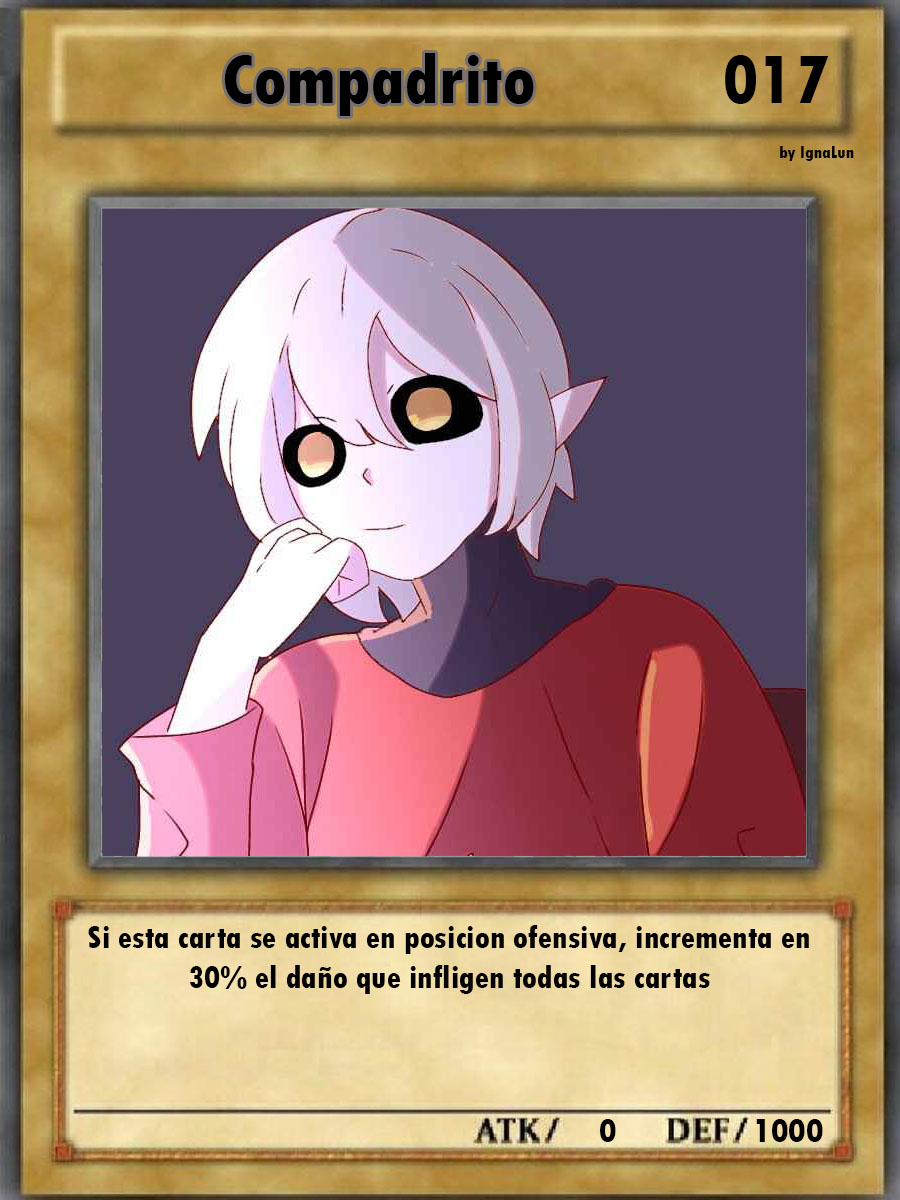 Compadrito 017
by IgnaLun
Si esta carta se activa en posicion ofensiva, incrementa en
30% el daño que infligen todas las cartas
ATK/ 0 DEF/ 1000